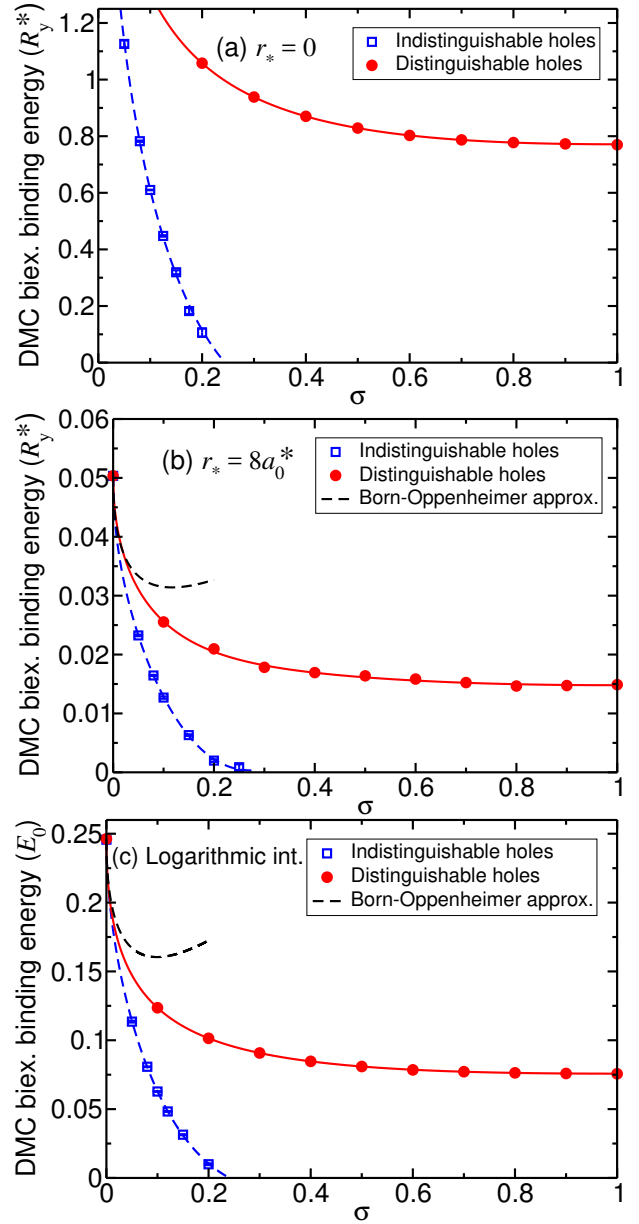 DMC biex. binding energy (R_y^*)
1.2
1
0.8
0.6
0.4
0.2
0
(a) r_* = 0
Indistinguishable holes
Distinguishable holes
0 0.2 0.4 0.6 0.8 1
σ
DMC biex. binding energy (R_y^*)
0.06
0.05
0.04
0.03
0.02
0.01
0
(b) r_* = 8a_0^*
Indistinguishable holes
Distinguishable holes
Born-Oppenheimer approx.
0 0.2 0.4 0.6 0.8 1
σ
DMC biex. binding energy (E_0)
0.25
0.2
0.15
0.1
0.05
0
(c) Logarithmic int.
Indistinguishable holes
Distinguishable holes
Born-Oppenheimer approx.
0 0.2 0.4 0.6 0.8 1
σ